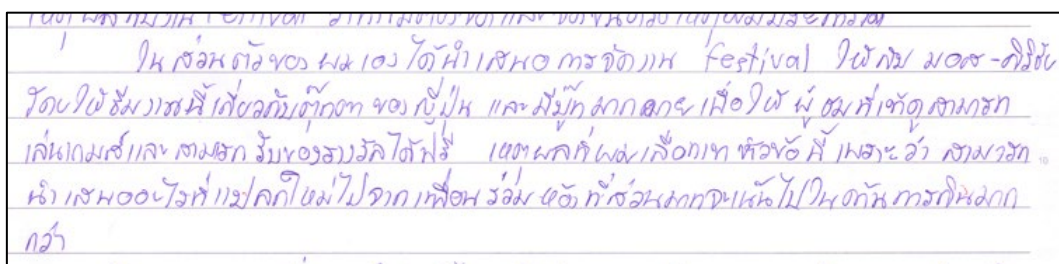 ในส่วนตัวของผมเองได้นำเสนอการจัดงาน festival ให้กับ มอส-ศิริชัย
โดยให้ธีมงานนี้เกี่ยวกับตุ๊กตา ของญี่ปุ่น และมีบู๊ทมากมาย เพื่อให้ ผู้ชมที่เข้าดูสามารถ
เล่นเกมส์และสามารถ รับของรางวัลได้ฟรี เหตุผลที่ผมเลือกทำ หัวข้อนี้ เพราะว่า สามารถ
นำเสนออะไรที่แปลกใหม่ไปจากเพื่อนร่วมห้องที่ส่วนมากจะเน้นไปในด้านการกินมาก
กว่า